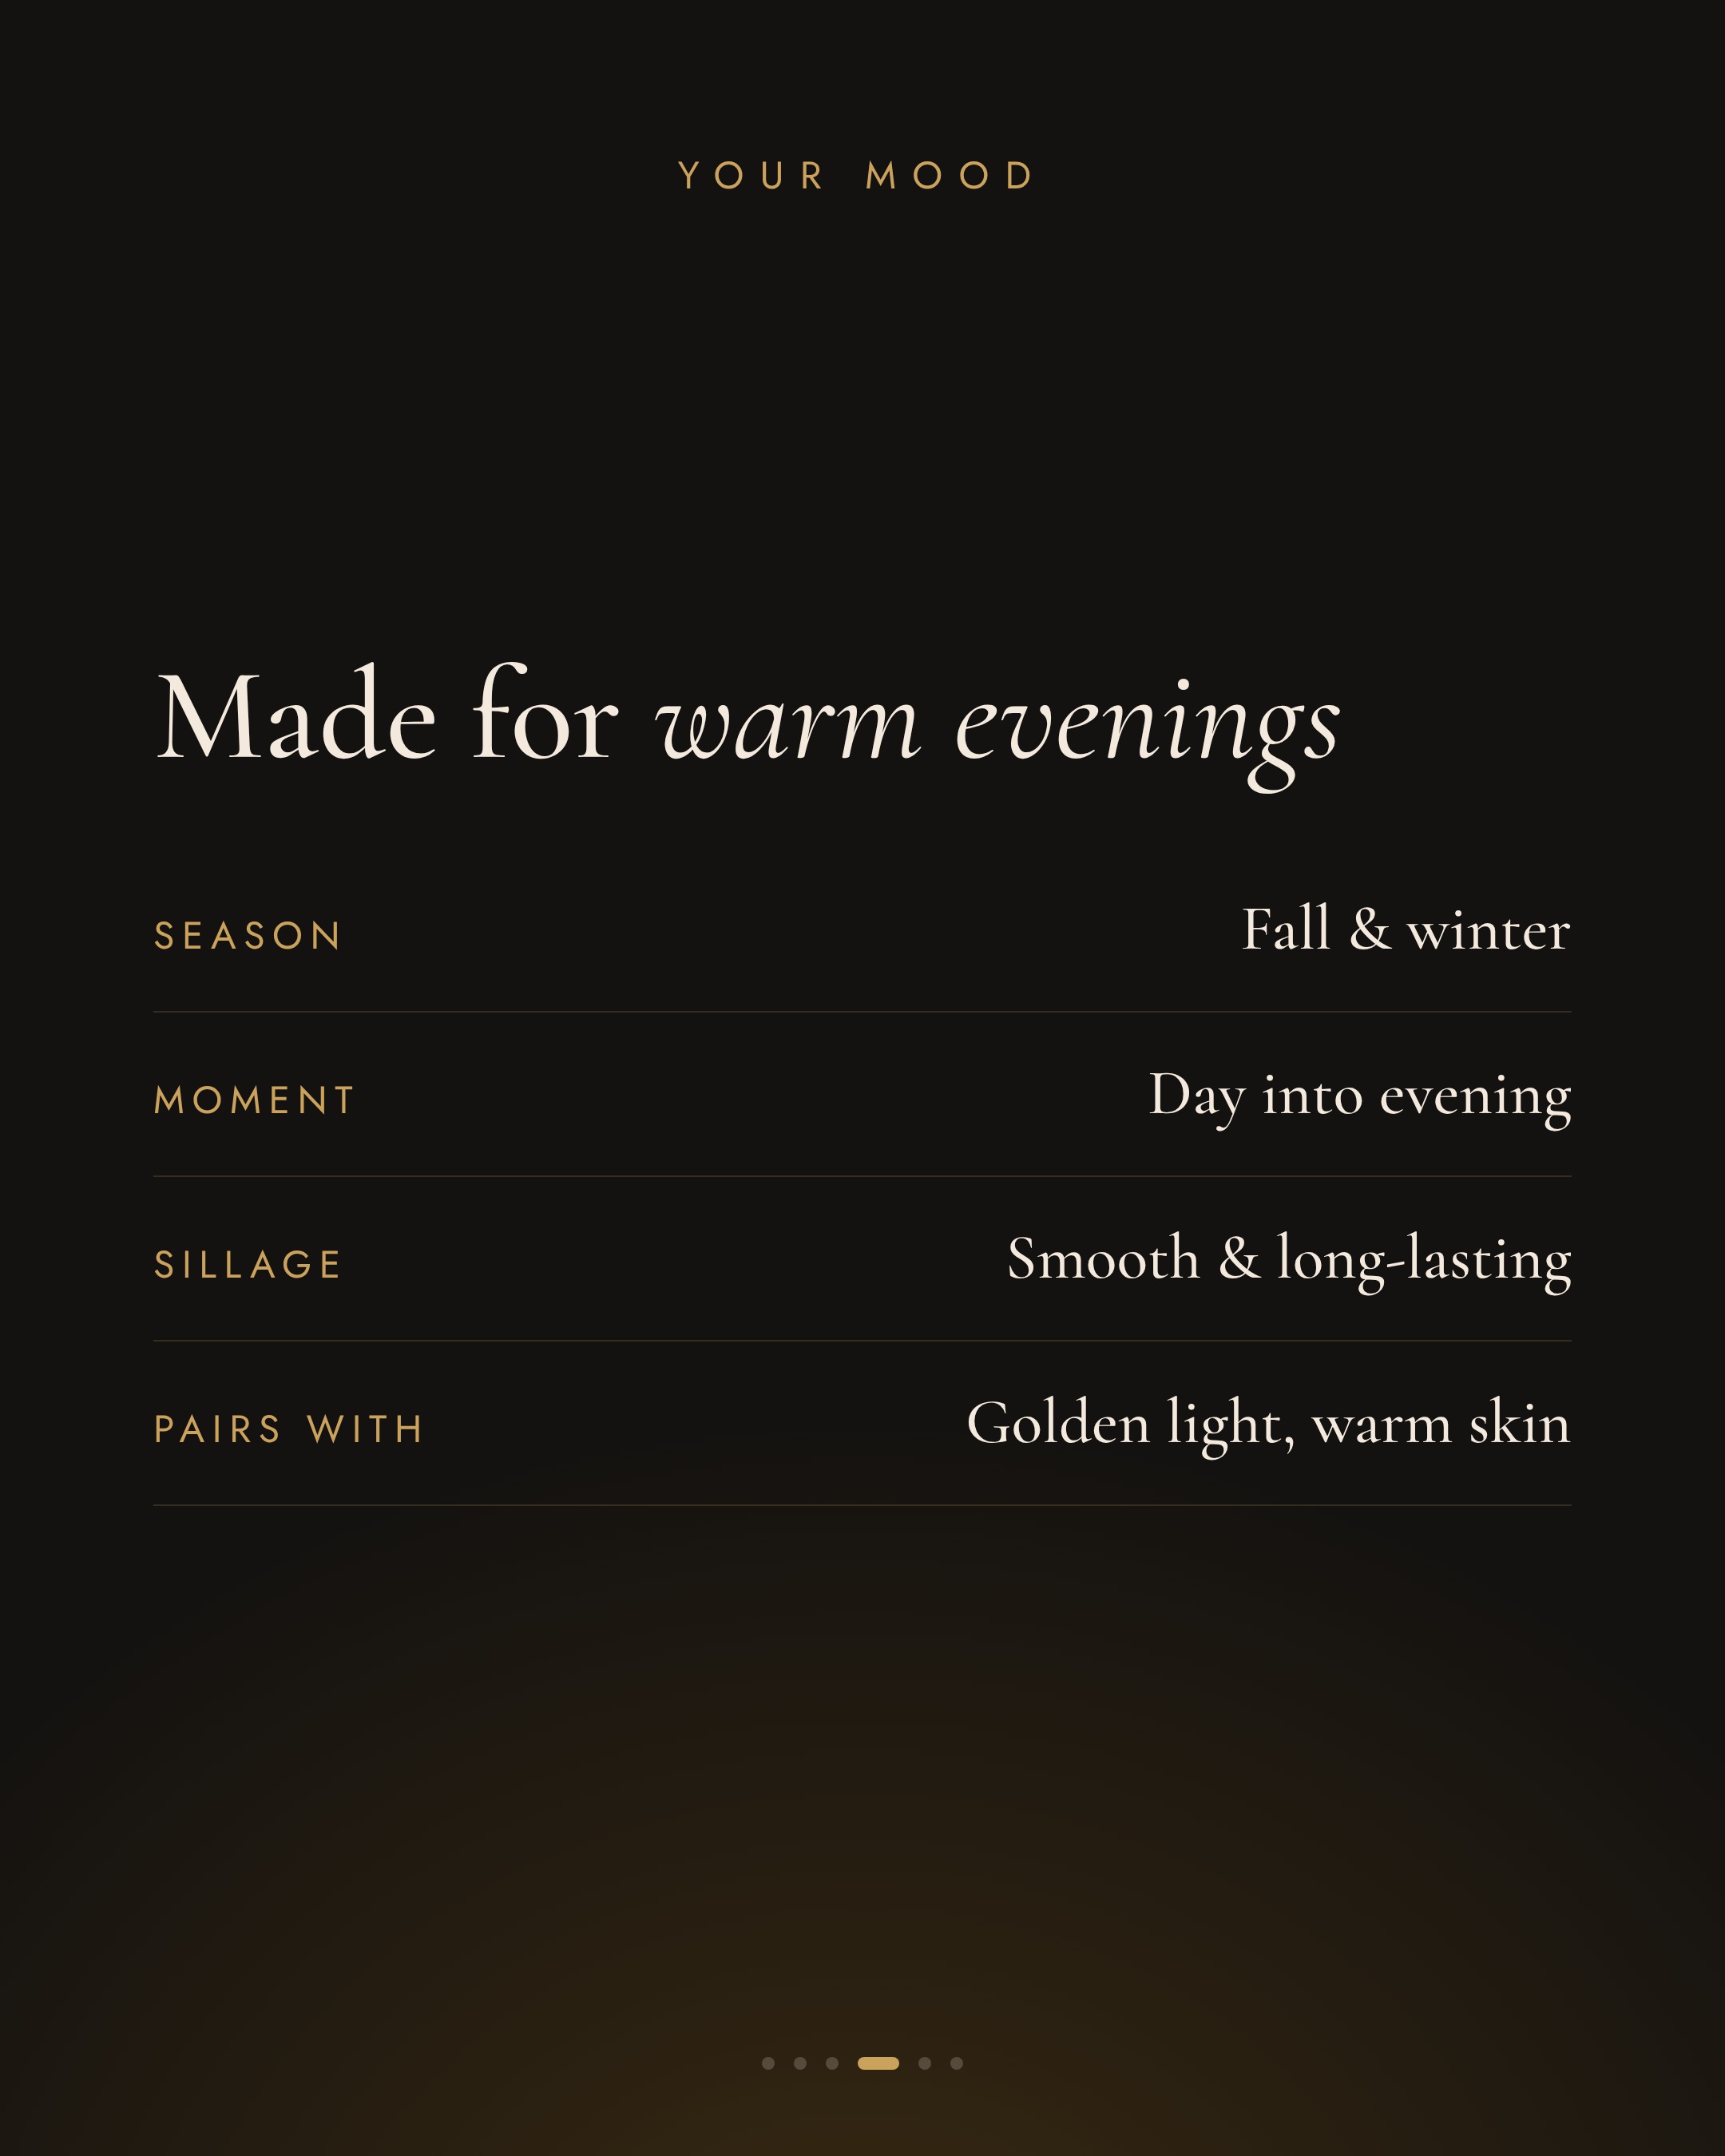 YOUR MOOD
Made for warm evenings
SEASON Fall & winter
MOMENT Day into evening
SILLAGE Smooth & long-lasting
PAIRS WITH Golden light, warm skin